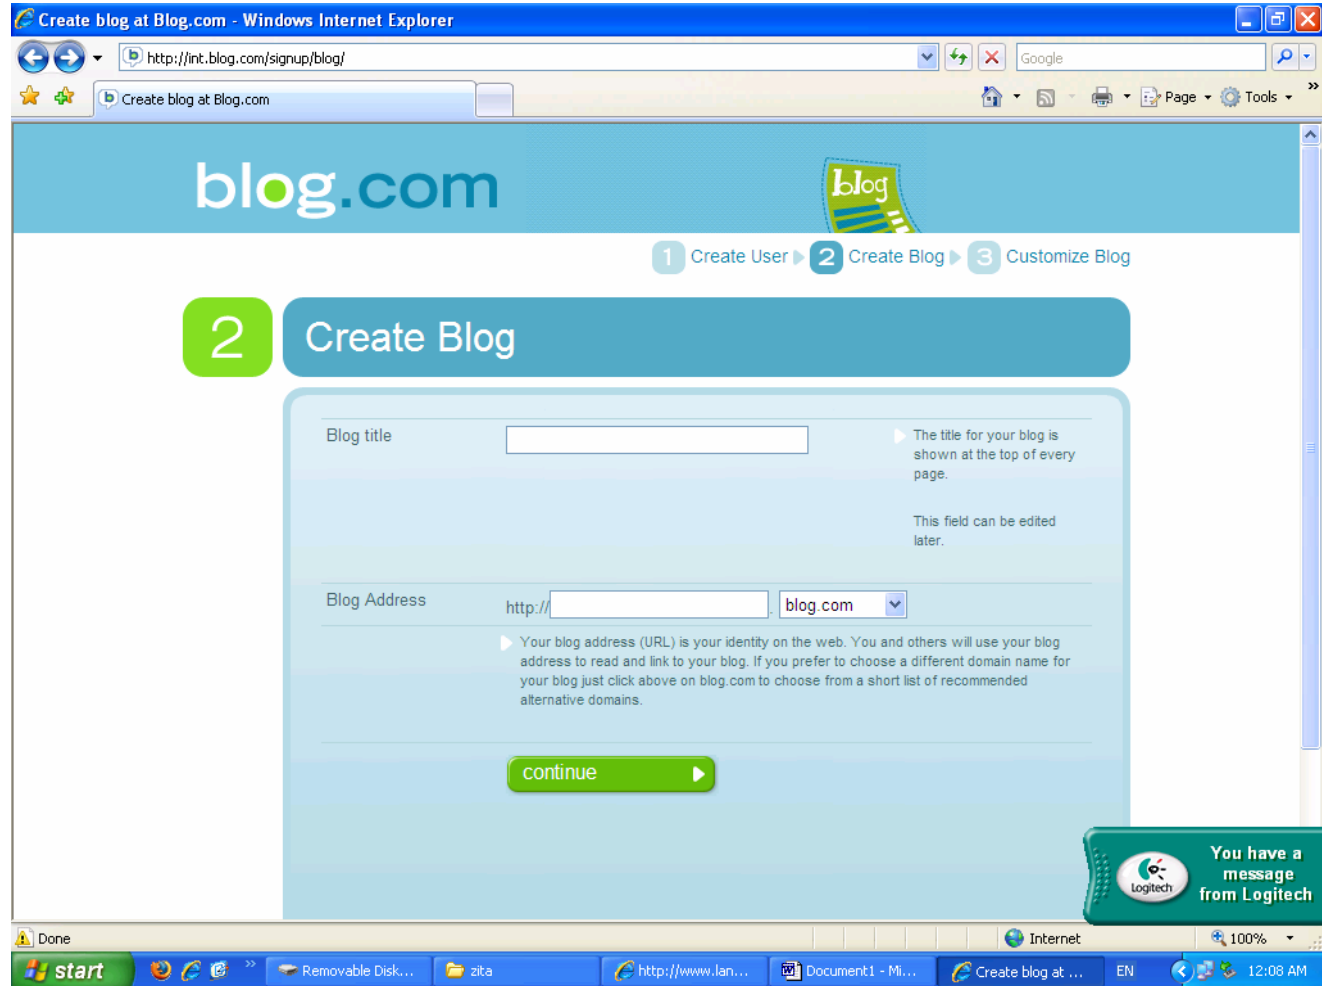 Create blog at Blog.com - Windows Internet Explorer
http://int.blog.com/signup/blog/
Google
Create blog at Blog.com
Page
Tools
blog.com
blog
1 Create User 2 Create Blog 3 Customize Blog
2 Create Blog
Blog title
The title for your blog is
shown at the top of every
page.
This field can be edited
later.
Blog Address
http://
. blog.com
Your blog address (URL) is your identity on the web. You and others will use your blog
address to read and link to your blog. If you prefer to choose a different domain name for
your blog just click above on blog.com to choose from a short list of recommended
alternative domains.
continue
Logitech
You have a
message
from Logitech
Done
Internet
100%
start
Removable Disk...
zita
http://www.lan...
Document1 - Mi...
Create blog at ...
EN
12:08 AM